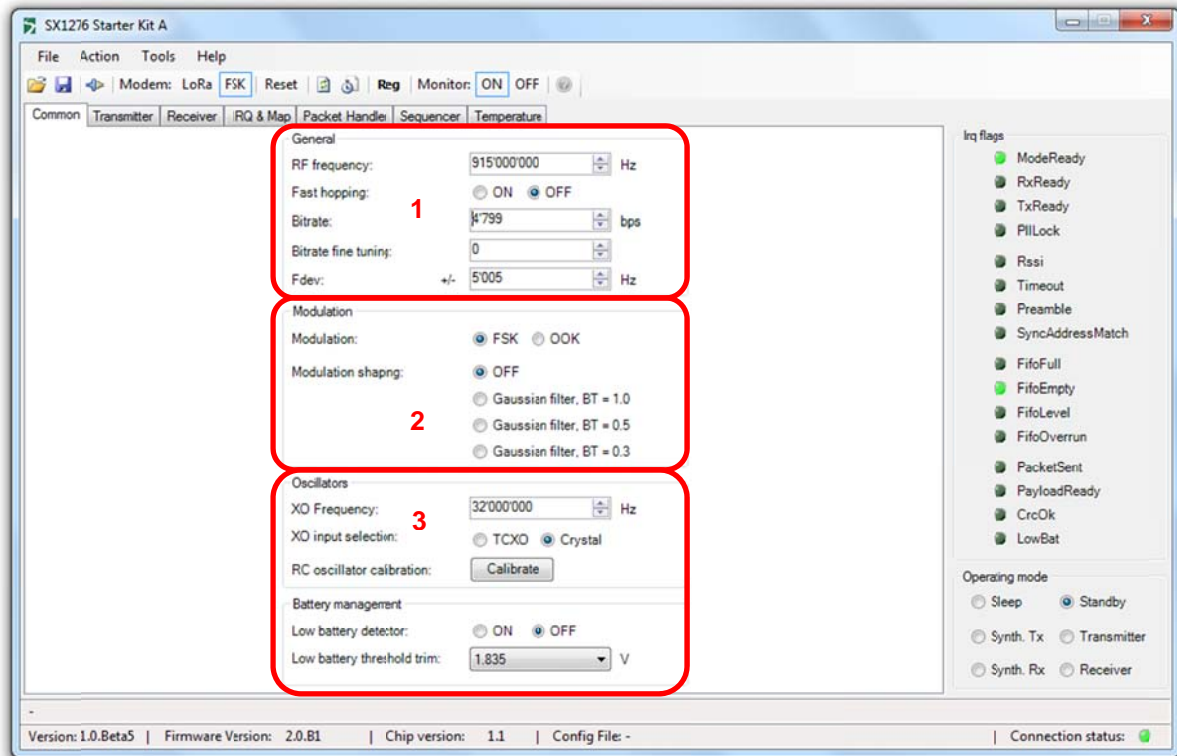 SX1276 Starter Kit A
File Action Tools Help
Modem: LoRa FSK Reset Reg Monitor: ON OFF
Common Transmitter Receiver IRQ & Map Packet Handler Sequencer Temperature
General
RF frequency: 915'000'000 Hz
Fast hopping: ON OFF
1
Bitrate: 4'799 bps
Bitrate fine tuning: 0
Fdev: +/- 5'005 Hz
Modulation
Modulation: FSK OOK
Modulation shapng: OFF
Gaussian filter, BT = 1.0
2
Gaussian filter, BT = 0.5
Gaussian filter, BT = 0.3
Oscillators
XO Frequency: 32'000'000 Hz
3
XO input selection: TCXO Crystal
RC oscillator calibration: Calibrate
Battery management
Low battery detector: ON OFF
Low battery threshold trim: 1.835 V
Irq flags
ModeReady
RxReady
TxReady
PllLock
Rssi
Timeout
Preamble
SyncAddressMatch
FifoFull
FifoEmpty
FifoLevel
FifoOverrun
PacketSent
PayloadReady
CrcOk
LowBat
Operating mode
Sleep Standby
Synth. Tx Transmitter
Synth. Rx Receiver
-
Version: 1.0.Beta5 | Firmware Version: 2.0.B1 | Chip version: 1.1 | Config File: - | Connection status: